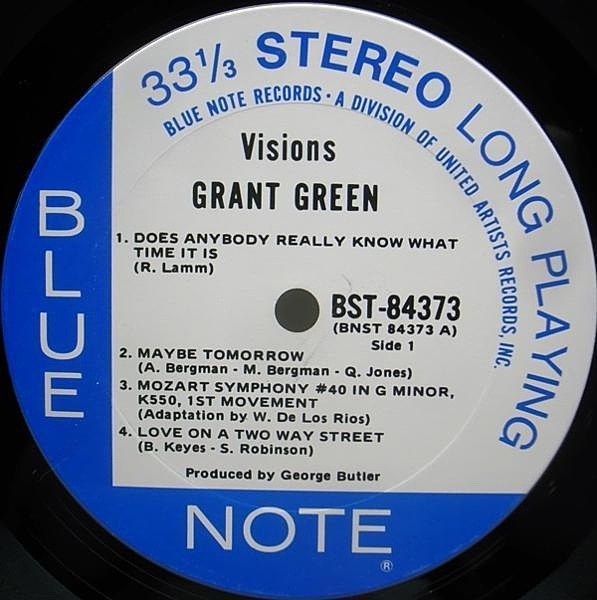 33 1/3 STEREO LONG PLAYING
BLUE NOTE RECORDS · A DIVISION OF UNITED ARTISTS RECORDS, INC.
Visions
GRANT GREEN
1. DOES ANYBODY REALLY KNOW WHAT
TIME IT IS
(R. Lamm)
BST-84373
(BNST 84373 A)
Side 1
2. MAYBE TOMORROW
(A. Bergman - M. Bergman - Q. Jones)
3. MOZART SYMPHONY #40 IN G MINOR,
K550, 1ST MOVEMENT
(Adaptation by W. De Los Rios)
4. LOVE ON A TWO WAY STREET
(B. Keyes - S. Robinson)
Produced by George Butler
BLUE
NOTE
®